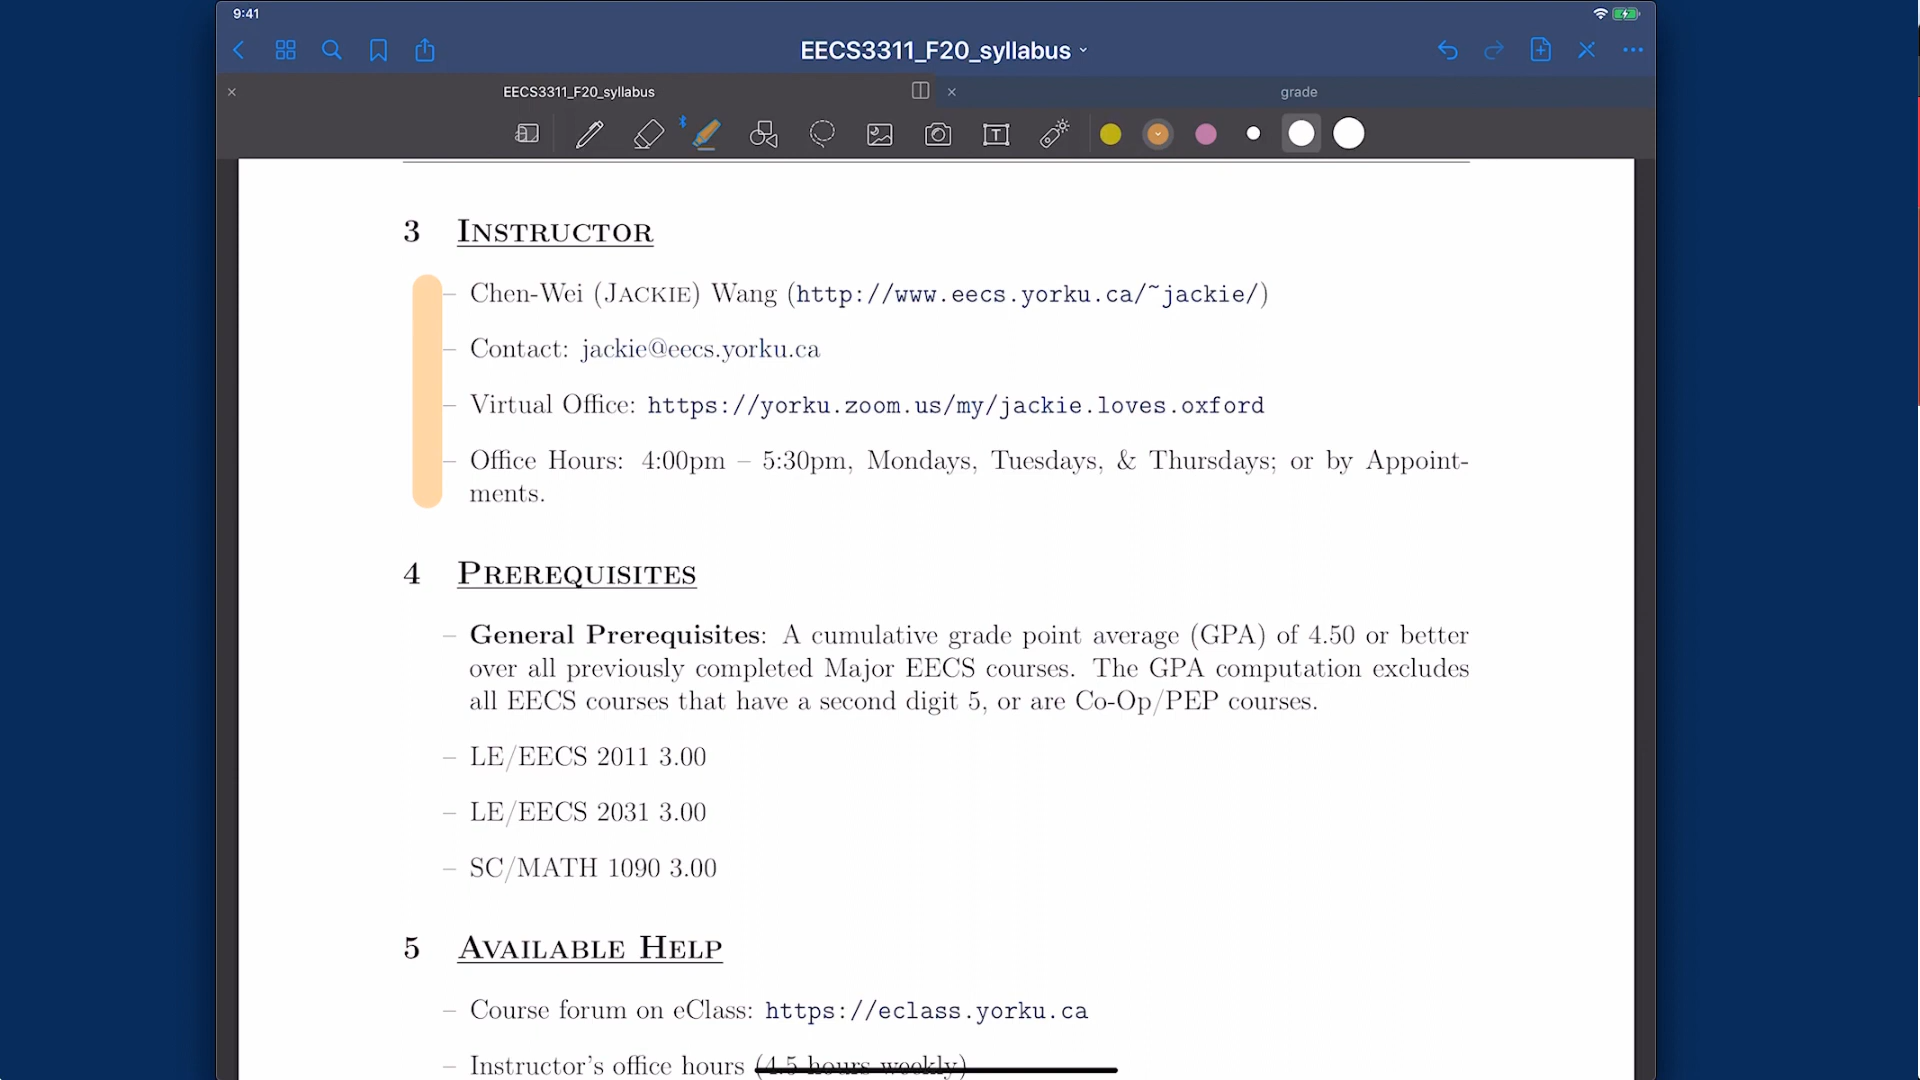 9:41
EECS3311_F20_syllabus
EECS3311_F20_syllabus
grade
3 INSTRUCTOR
– Chen-Wei (JACKIE) Wang (http://www.eecs.yorku.ca/~jackie/)
– Contact: jackie@eecs.yorku.ca
– Virtual Office: https://yorku.zoom.us/my/jackie.loves.oxford
– Office Hours: 4:00pm – 5:30pm, Mondays, Tuesdays, & Thursdays; or by Appoint-
ments.
4 PREREQUISITES
– General Prerequisites: A cumulative grade point average (GPA) of 4.50 or better
over all previously completed Major EECS courses. The GPA computation excludes
all EECS courses that have a second digit 5, or are Co-Op/PEP courses.
– LE/EECS 2011 3.00
– LE/EECS 2031 3.00
– SC/MATH 1090 3.00
5 AVAILABLE HELP
– Course forum on eClass: https://eclass.yorku.ca
– Instructor's office hours (4.5 hours weekly)